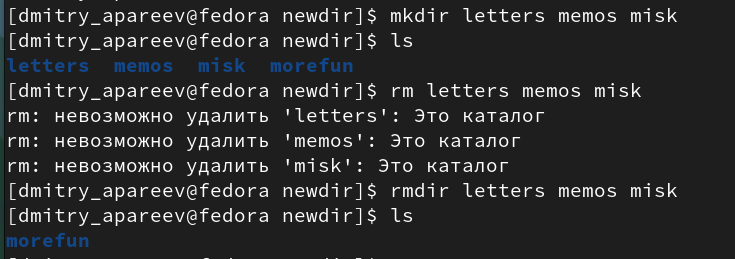 [dmitry_apareev@fedora newdir]$ mkdir letters memos misk
[dmitry_apareev@fedora newdir]$ ls
letters  memos  misk  morefun
[dmitry_apareev@fedora newdir]$ rm letters memos misk
rm: невозможно удалить 'letters': Это каталог
rm: невозможно удалить 'memos': Это каталог
rm: невозможно удалить 'misk': Это каталог
[dmitry_apareev@fedora newdir]$ rmdir letters memos misk
[dmitry_apareev@fedora newdir]$ ls
morefun